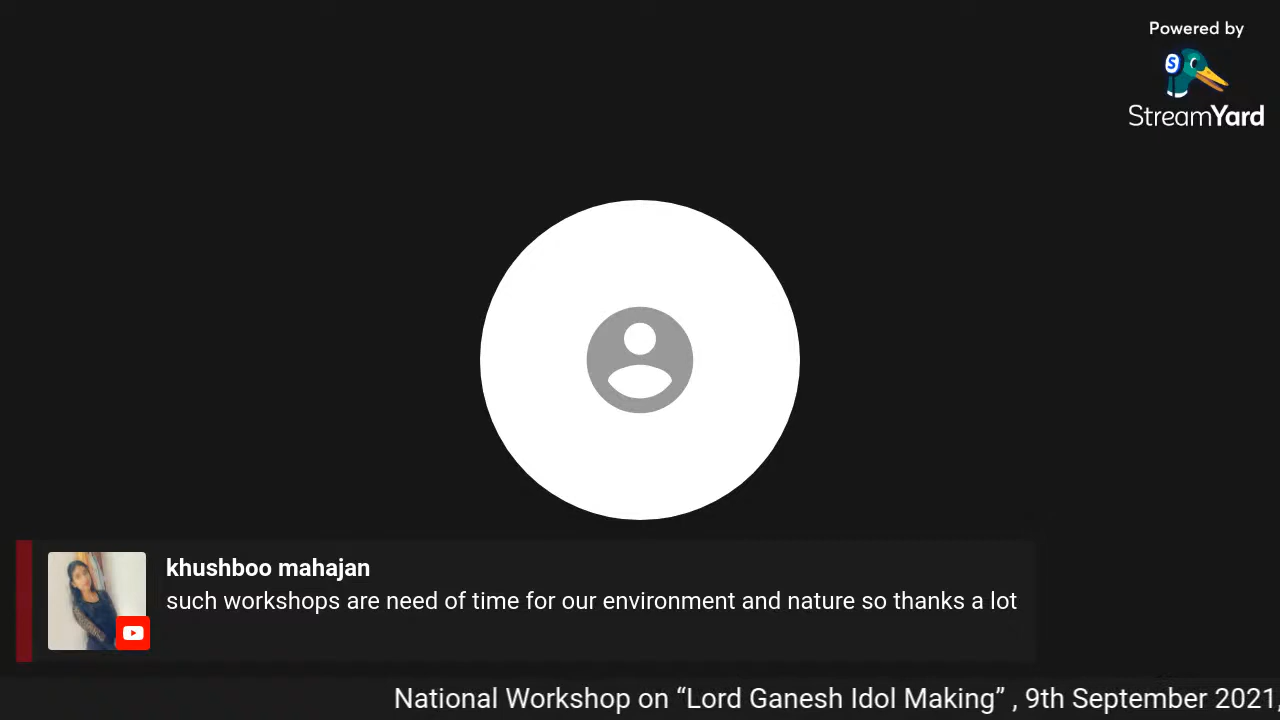 Powered by
S
StreamYard
khushboo mahajan
such workshops are need of time for our environment and nature so thanks a lot
National Workshop on “Lord Ganesh Idol Making” , 9th September 2021,